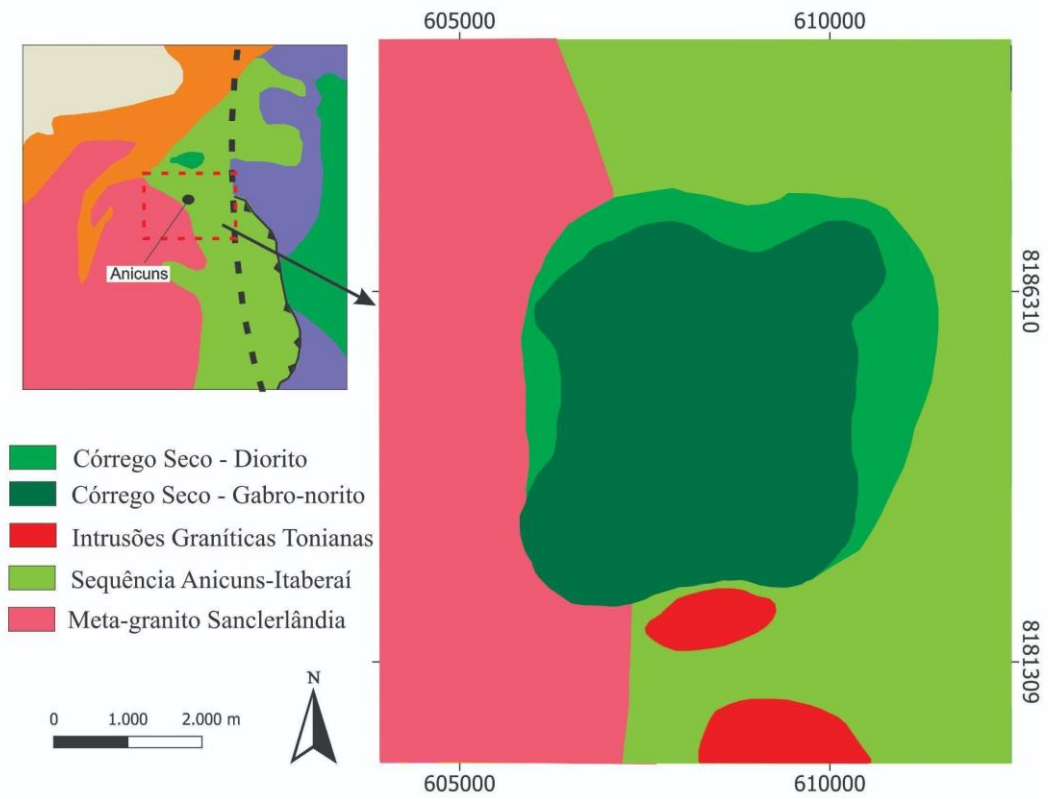 605000
610000
Anicuns
8186310
8181309
Córrego Seco - Diorito
Córrego Seco - Gabro-norito
Intrusões Graníticas Tonianas
Sequência Anicuns-Itaberaí
Meta-granito Sanclerlândia
N
0 1.000 2.000 m
605000
610000